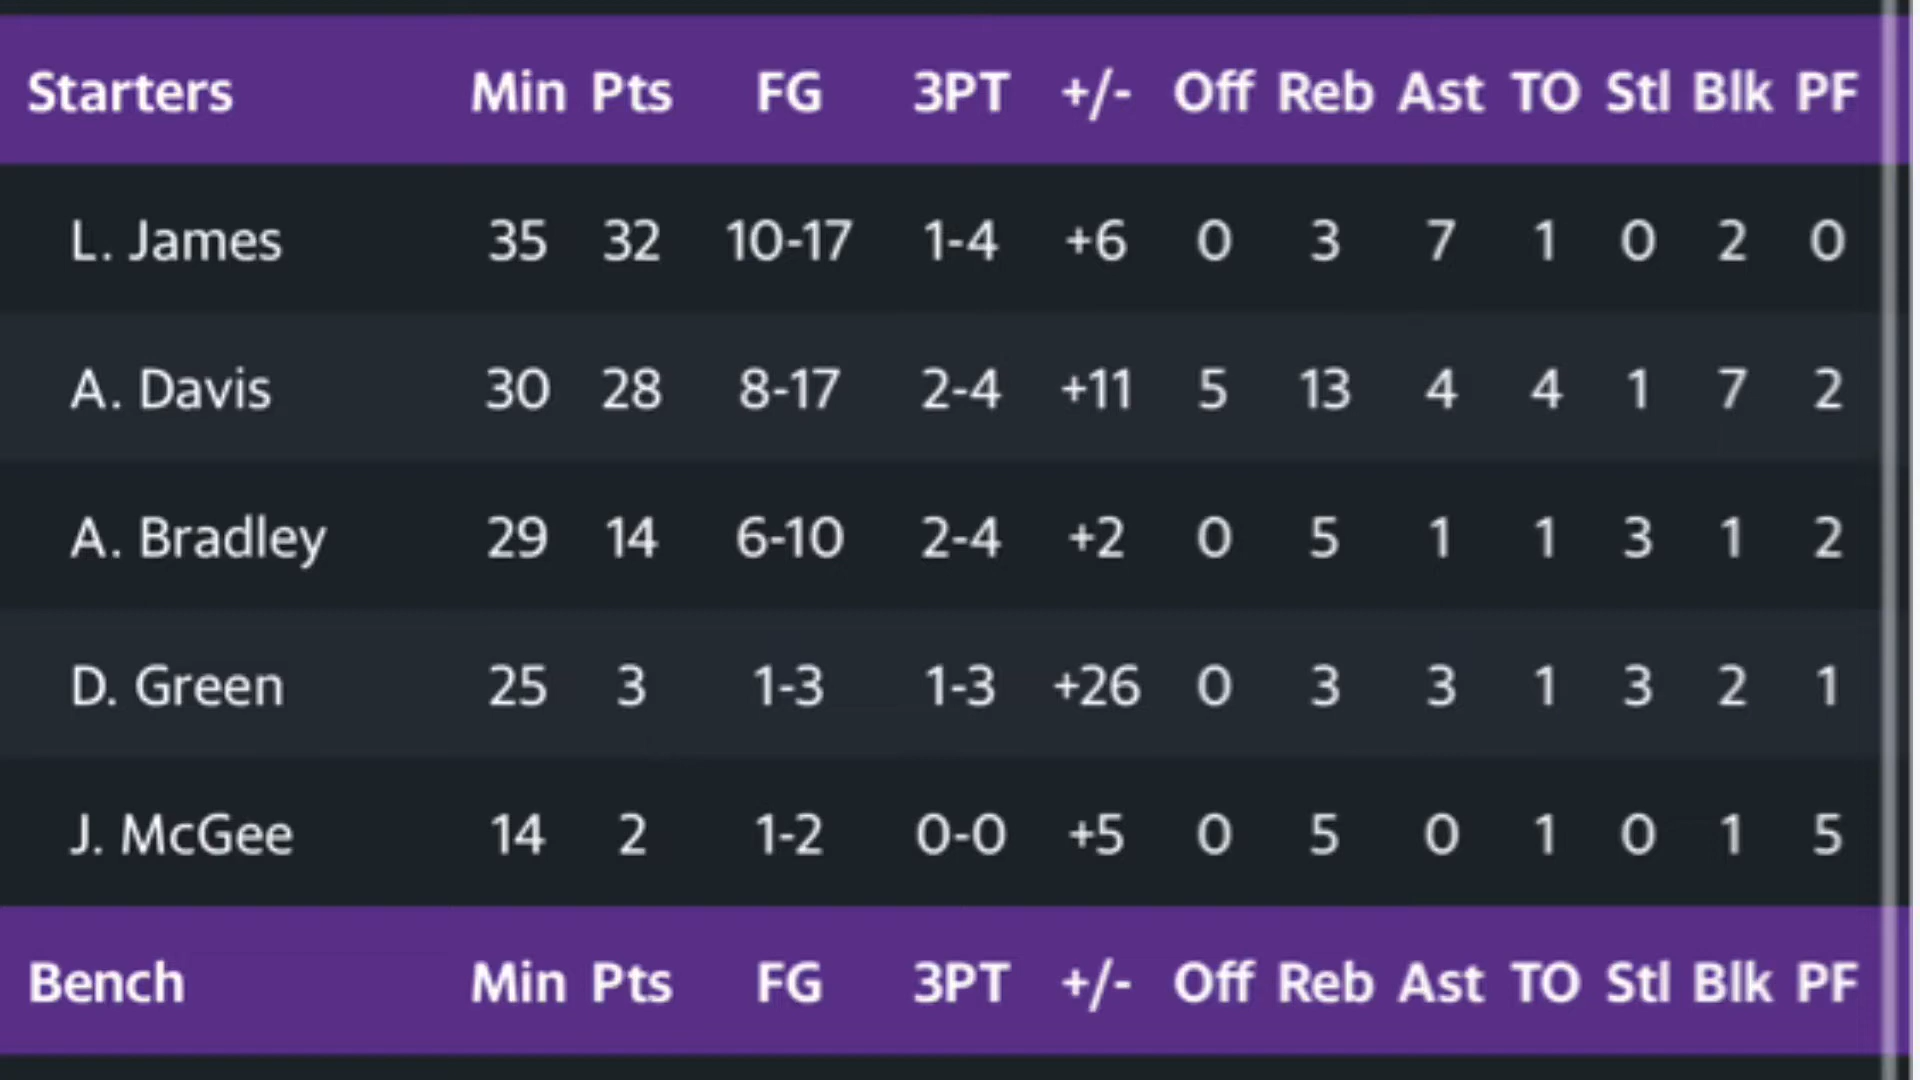 Starters Min Pts FG 3PT +/- Off Reb Ast TO Stl Blk PF
L. James 35 32 10-17 1-4 +6 0 3 7 1 0 2 0
A. Davis 30 28 8-17 2-4 +11 5 13 4 4 1 7 2
A. Bradley 29 14 6-10 2-4 +2 0 5 1 1 3 1 2
D. Green 25 3 1-3 1-3 +26 0 3 3 1 3 2 1
J. McGee 14 2 1-2 0-0 +5 0 5 0 1 0 1 5
Bench Min Pts FG 3PT +/- Off Reb Ast TO Stl Blk PF